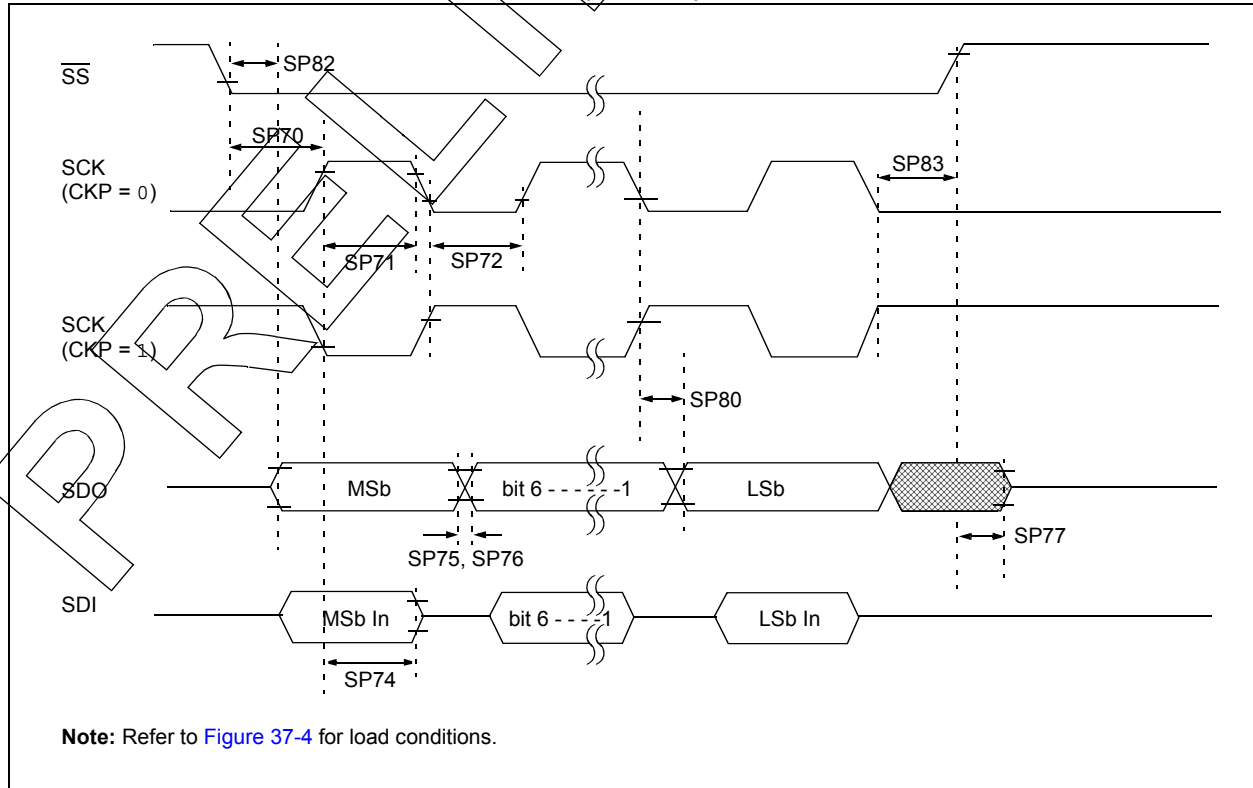 SS
SP82
SP70
SCK
(CKP = 0)
SP83
SP71
SP72
SCK
(CKP = 1)
SP80
SDO
MSb
bit 6 - - - - - -1
LSb
SP77
SP75, SP76
SDI
MSb In
bit 6 - - - -1
LSb In
SP74
Note: Refer to Figure 37-4 for load conditions.
PRELI